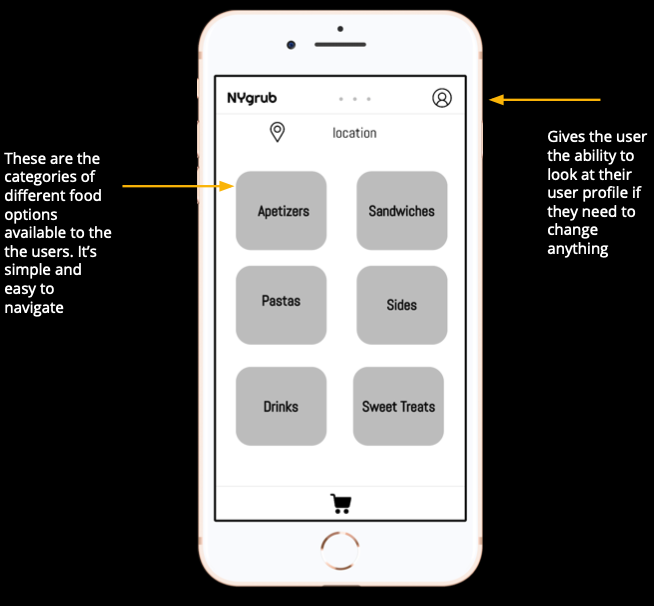 NYgrub
location
These are the
categories of
different food
options
available to the
the users. It’s
simple and
easy to
navigate
Apetizers
Sandwiches
Pastas
Sides
Drinks
Sweet Treats
Gives the user
the ability to
look at their
user profile if
they need to
change
anything